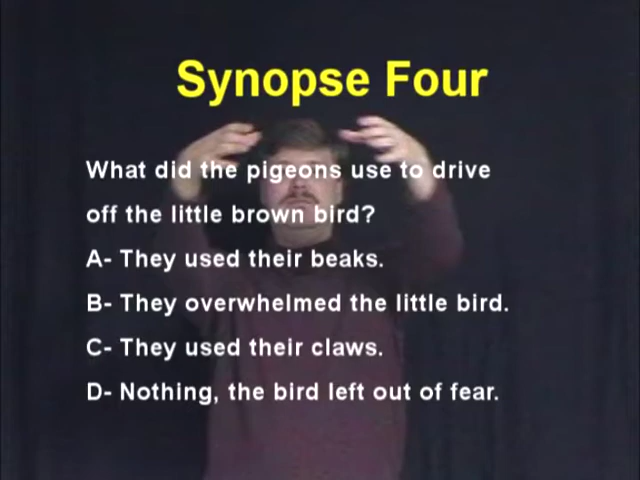 Synopse Four
What did the pigeons use to drive
off the little brown bird?
A- They used their beaks.
B- They overwhelmed the little bird.
C- They used their claws.
D- Nothing, the bird left out of fear.